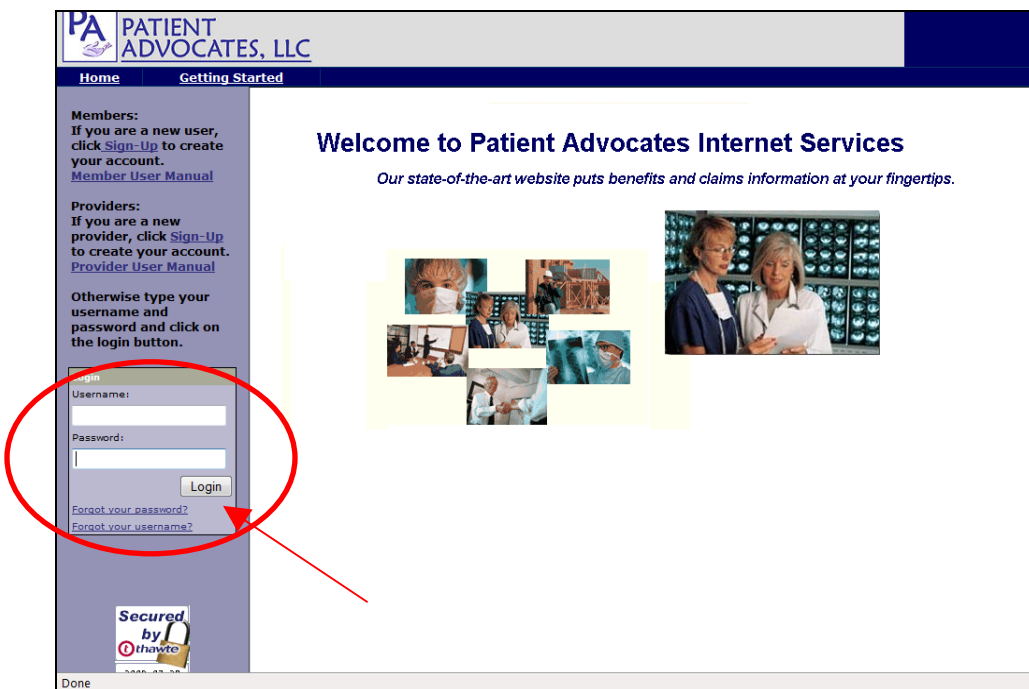 PA PATIENT
ADVOCATES, LLC
Home Getting Started
Members:
If you are a new user,
click Sign-Up to create
your account.
Member User Manual
Providers:
If you are a new
provider, click Sign-Up
to create your account.
Provider User Manual
Otherwise type your
username and
password and click on
the login button.
Login
Username:
Password:
Login
Forgot your password?
Forgot your username?
Secured
by
thawte
Welcome to Patient Advocates Internet Services
Our state-of-the-art website puts benefits and claims information at your fingertips.
Done